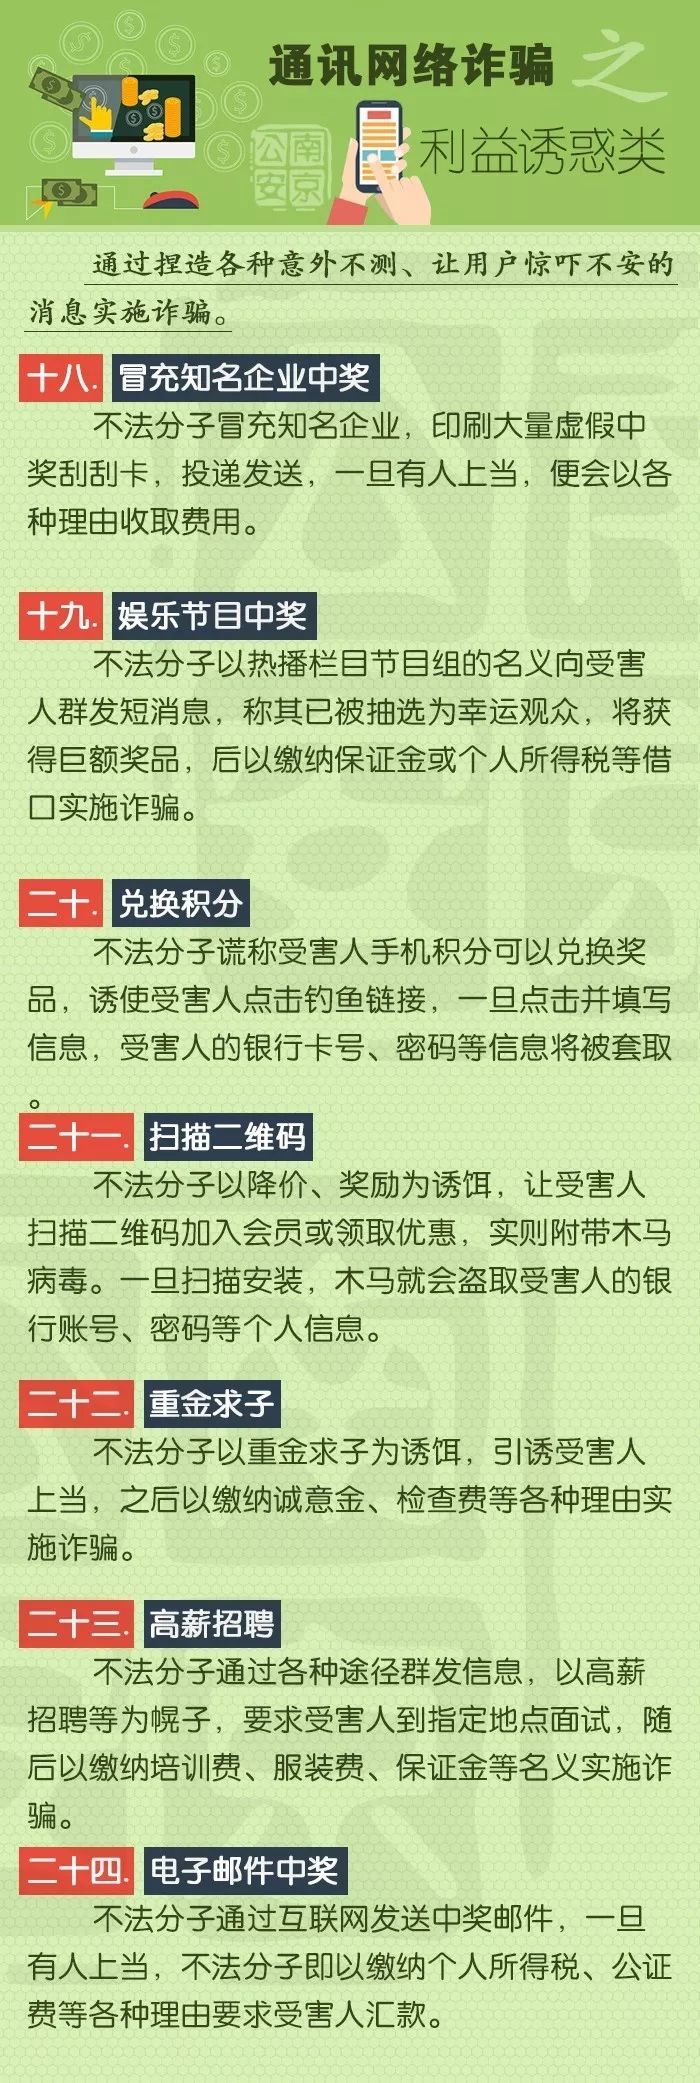 通讯网络诈骗之
利益诱惑类
南京公安
通过捏造各种意外不测、让用户惊吓不安的
消息实施诈骗。
十八. 冒充知名企业中奖
不法分子冒充知名企业，印刷大量虚假中
奖刮刮卡，投递发送，一旦有人上当，便会以各
种理由收取费用。
十九. 娱乐节目中奖
不法分子以热播栏目节目组的名义向受害
人群发短消息，称其已被抽选为幸运观众，将获
得巨额奖品，后以缴纳保证金或个人所得税等借
口实施诈骗。
二十. 兑换积分
不法分子谎称受害人手机积分可以兑换奖
品，诱使受害人点击钓鱼链接，一旦点击并填写
信息，受害人的银行卡号、密码等信息将被套取
。
二十一. 扫描二维码
不法分子以降价、奖励为诱饵，让受害人
扫描二维码加入会员或领取优惠，实则附带木马
病毒。一旦扫描安装，木马就会盗取受害人的银
行账号、密码等个人信息。
二十二. 重金求子
不法分子以重金求子为诱饵，引诱受害人
上当，之后以缴纳诚意金、检查费等各种理由实
施诈骗。
二十三. 高薪招聘
不法分子通过各种途径群发信息，以高薪
招聘等为幌子，要求受害人到指定地点面试，随
后以缴纳培训费、服装费、保证金等名义实施诈
骗。
二十四. 电子邮件中奖
不法分子通过互联网发送中奖邮件，一旦
有人上当，不法分子即以缴纳个人所得税、公证
费等各种理由要求受害人汇款。